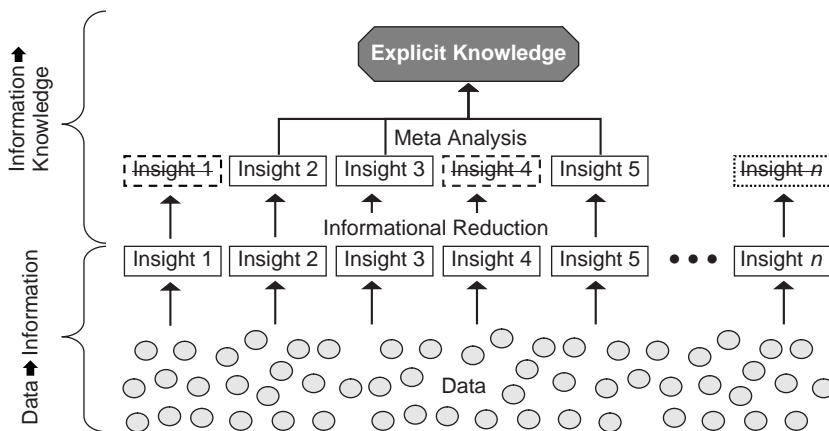 Explicit Knowledge
Meta Analysis
Insight 1 Insight 2 Insight 3 Insight 4 Insight 5 Insight n
Informational Reduction
Insight 1 Insight 2 Insight 3 Insight 4 Insight 5 ••• Insight n
Data
Information➡
Knowledge
Data➡Information